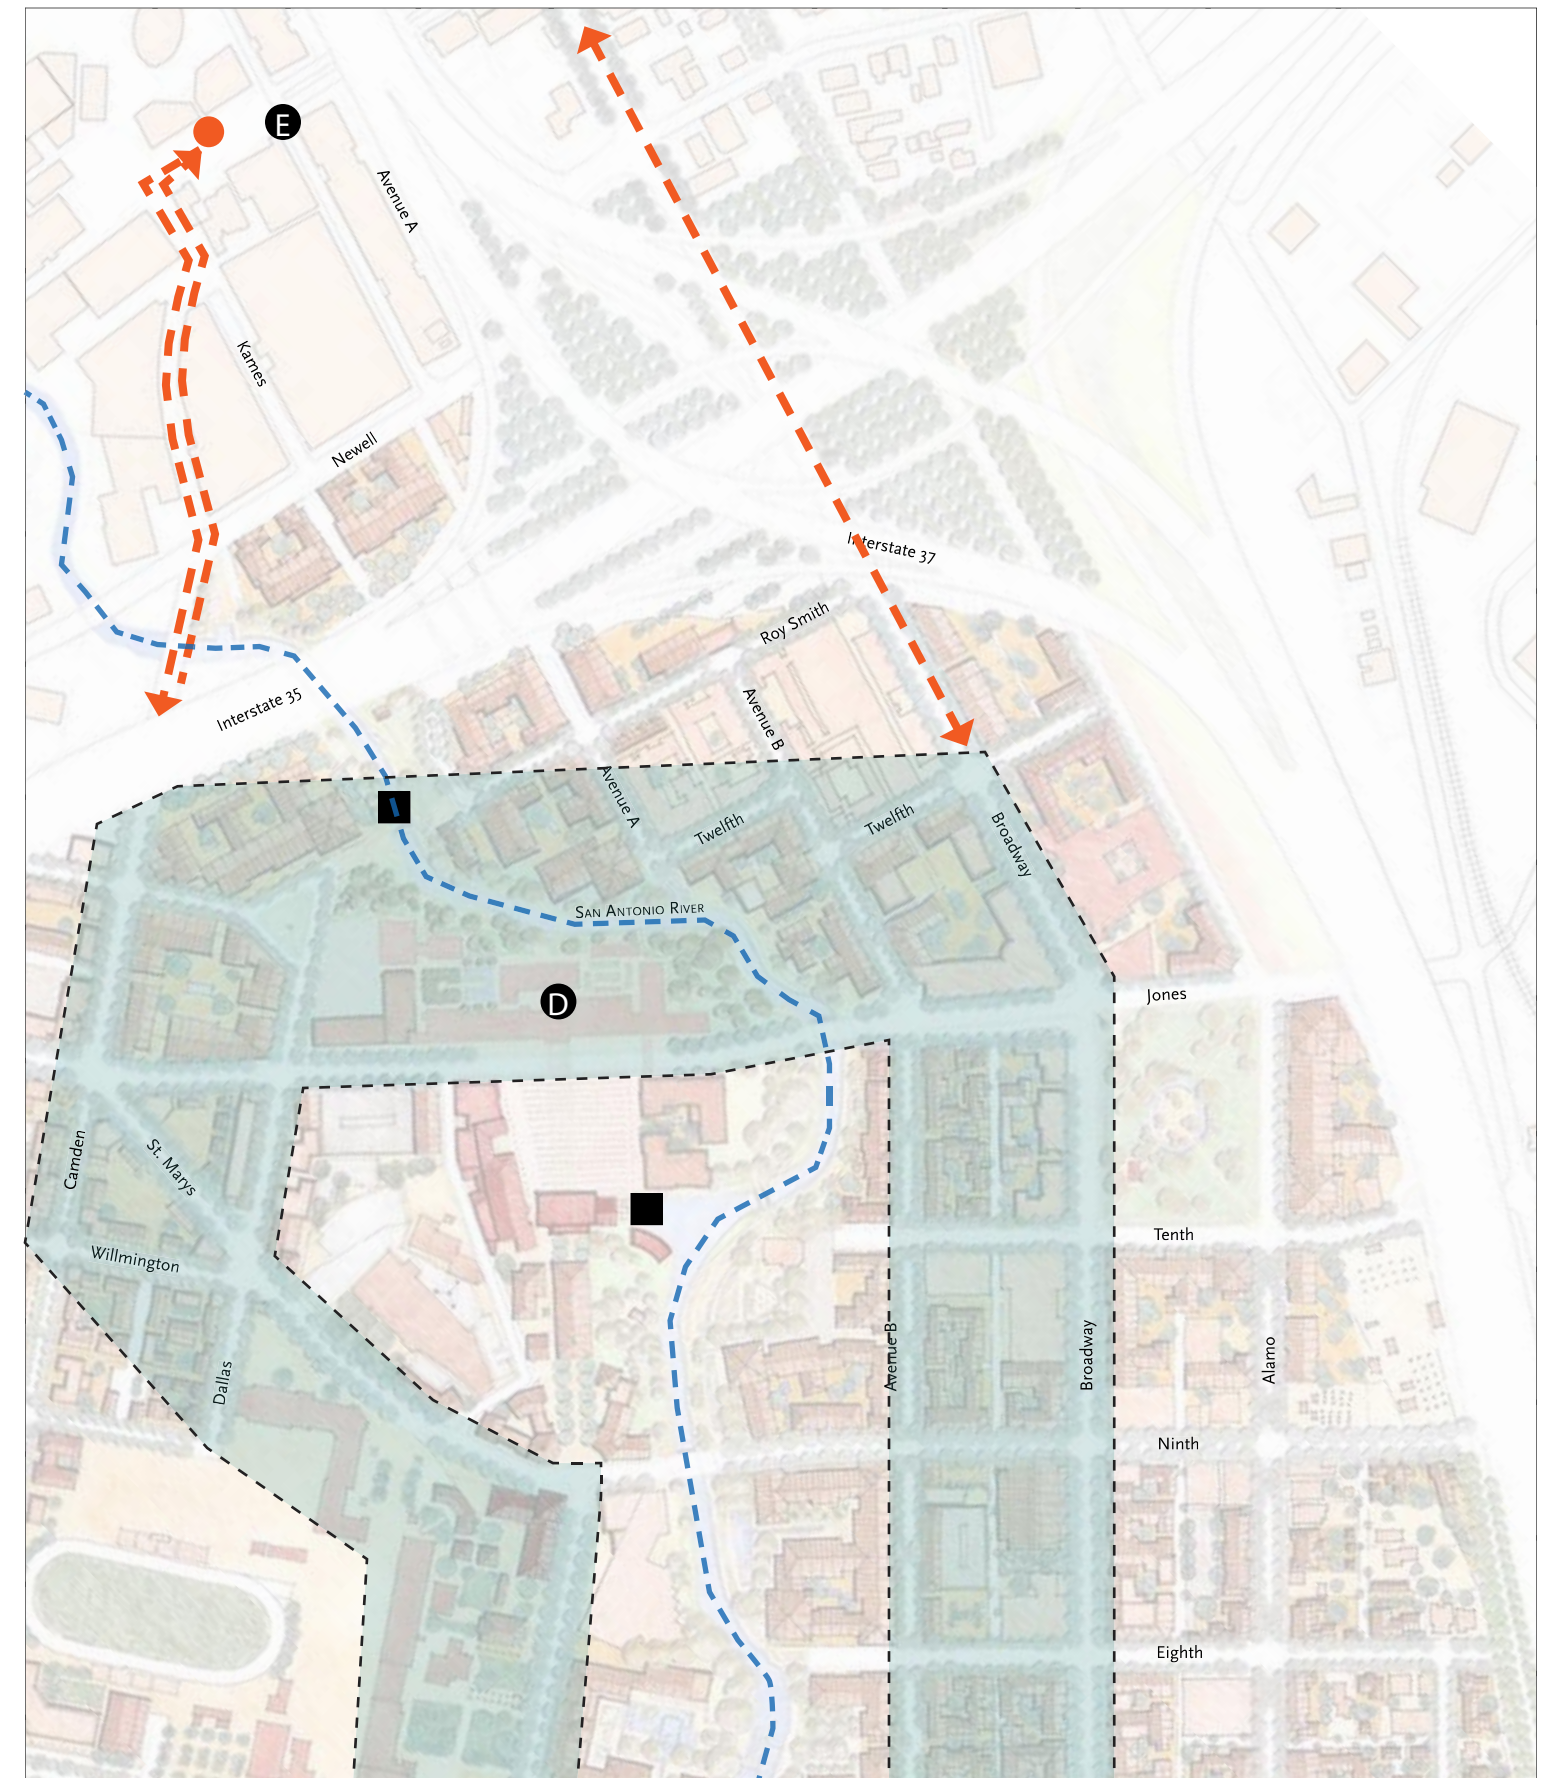 E
Avenue A
Karnes
Newell
Interstate 37
Roy Smith
Interstate 35
Avenue B
Avenue A
Twelfth
Twelfth
Broadway
San Antonio River
D
Jones
Camden
St. Marys
Tenth
Willmington
Dallas
Avenue B
Broadway
Alamo
Ninth
Eighth